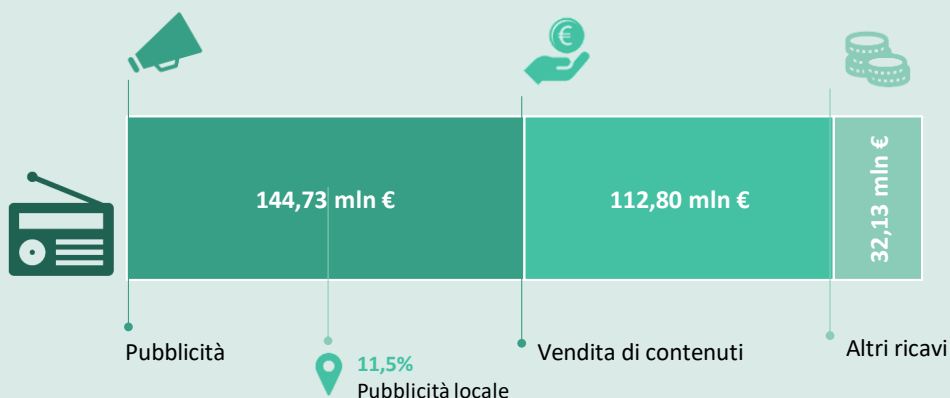 144,73 mln €
112,80 mln €
32,13 mln €
Pubblicità
Vendita di contenuti
Altri ricavi
11,5%
Pubblicità locale